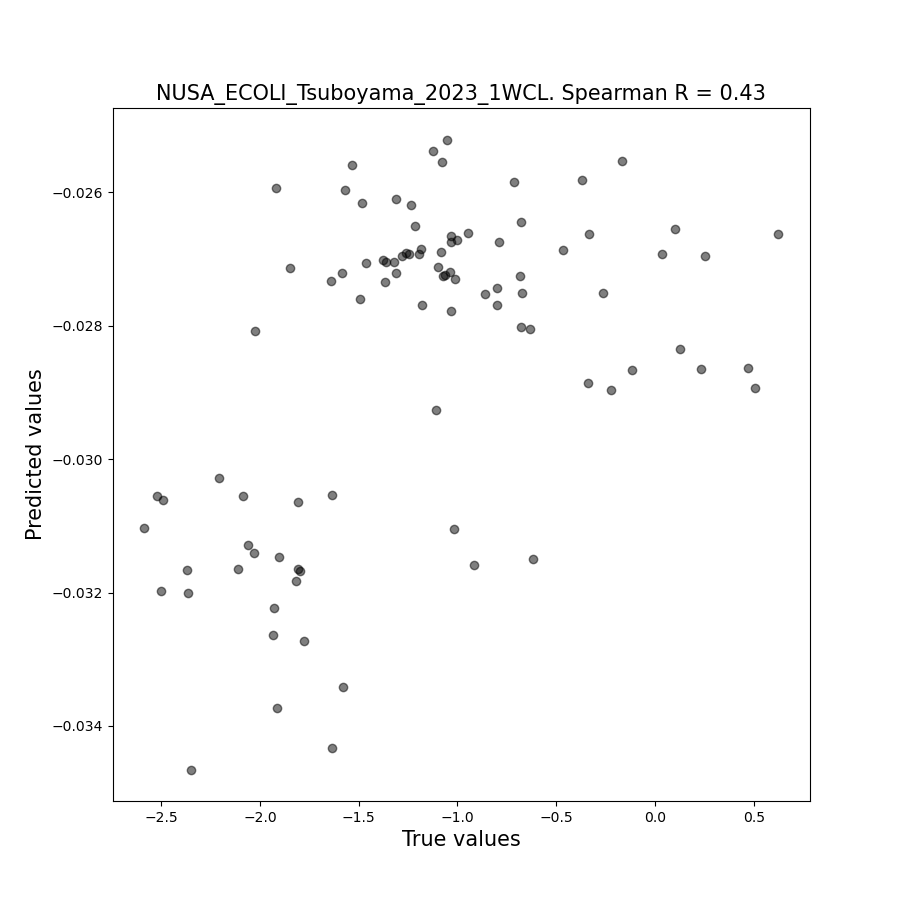 NUSA_ECOLI_Tsuboyama_2023_1WCL. Spearman R = 0.43
Predicted values
−0.026
−0.028
−0.030
−0.032
−0.034
−2.5 −2.0 −1.5 −1.0 −0.5 0.0 0.5
True values